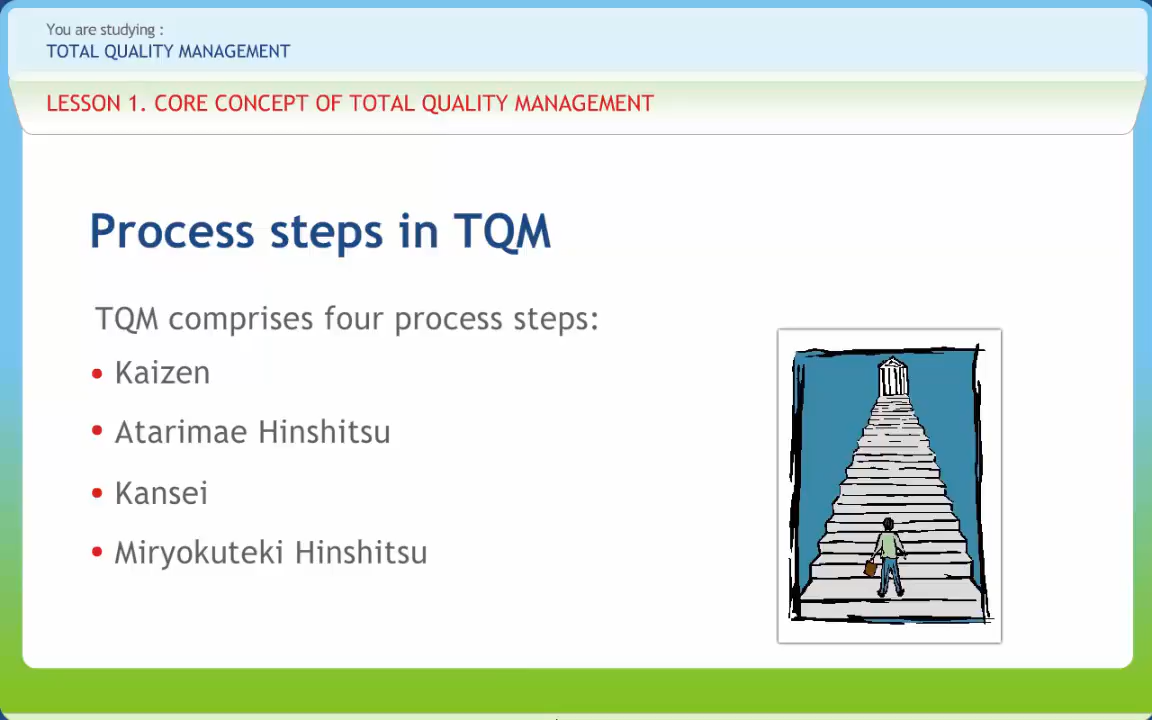 You are studying :
TOTAL QUALITY MANAGEMENT
LESSON 1. CORE CONCEPT OF TOTAL QUALITY MANAGEMENT
Process steps in TQM
TQM comprises four process steps:
• Kaizen
• Atarimae Hinshitsu
• Kansei
• Miryokuteki Hinshitsu